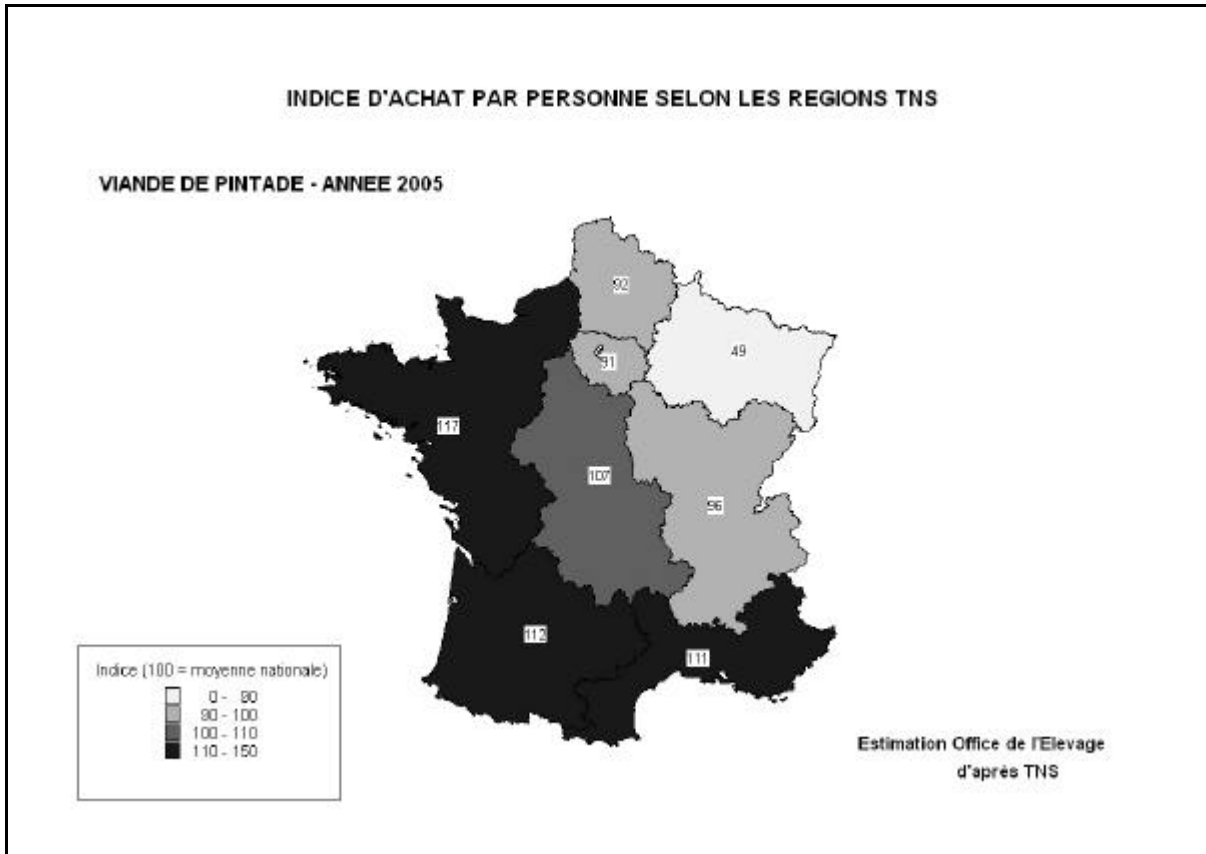 INDICE D'ACHAT PAR PERSONNE SELON LES REGIONS TNS
VIANDE DE PINTADE - ANNEE 2005
92
49
91
117
107
96
112
111
Indice (100 = moyenne nationale)
0 - 90
90 - 100
100 - 110
110 - 150
Estimation Office de l'Elevage
d'après TNS